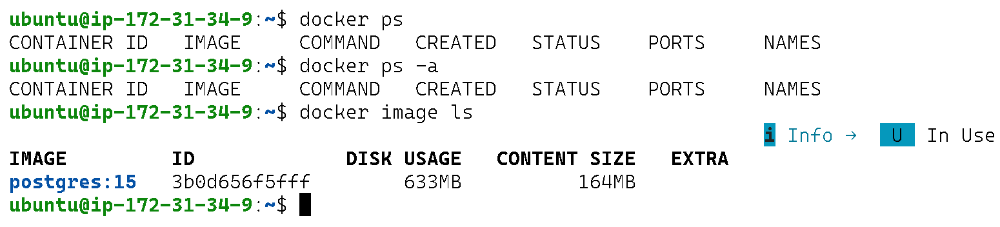 ubuntu@ip-172-31-34-9:~$ docker ps
CONTAINER ID   IMAGE     COMMAND   CREATED   STATUS    PORTS     NAMES
ubuntu@ip-172-31-34-9:~$ docker ps -a
CONTAINER ID   IMAGE     COMMAND   CREATED   STATUS    PORTS     NAMES
ubuntu@ip-172-31-34-9:~$ docker image ls
i Info →   U  In Use
IMAGE         ID             DISK USAGE   CONTENT SIZE   EXTRA
postgres:15   3b0d656f5fff        633MB          164MB
ubuntu@ip-172-31-34-9:~$